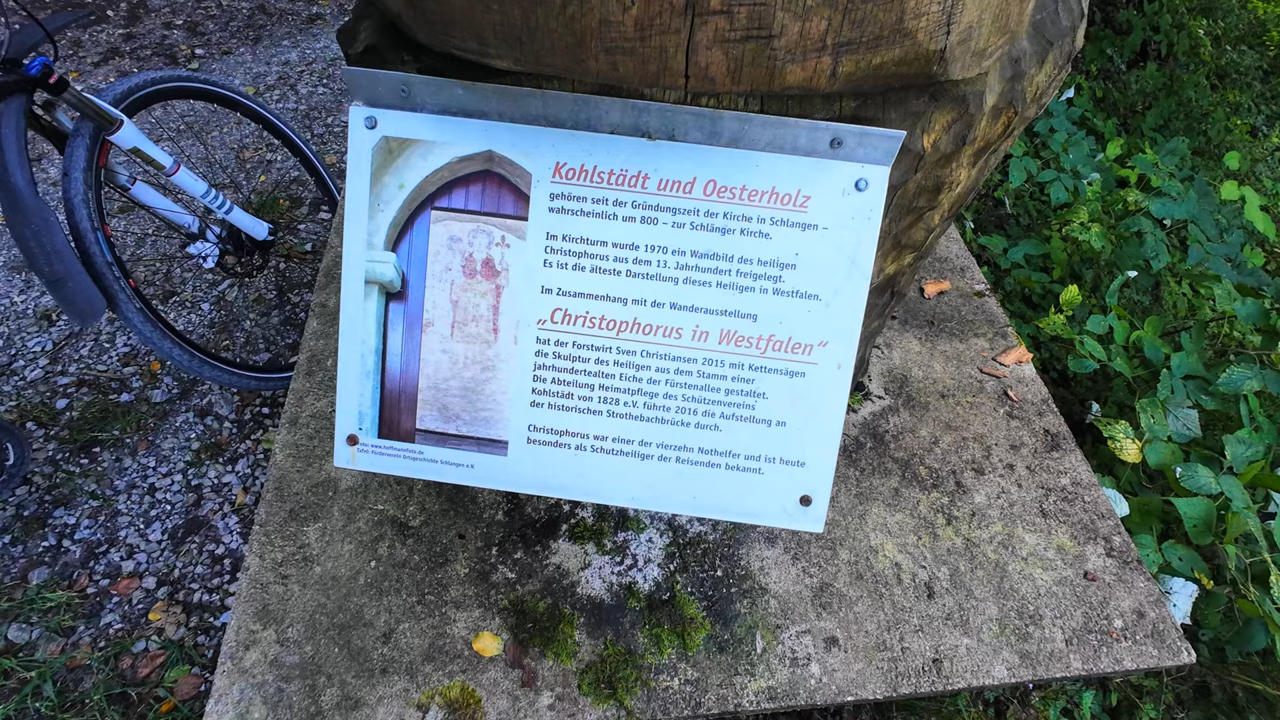 Kohlstädt und Oesterholz
gehören seit der Gründungszeit der Kirche in Schlangen –
wahrscheinlich um 800 – zur Schlänger Kirche.
Im Kirchturm wurde 1970 ein Wandbild des heiligen
Christophorus aus dem 13. Jahrhundert freigelegt.
Es ist die älteste Darstellung dieses Heiligen in Westfalen.
Im Zusammenhang mit der Wanderausstellung
„Christophorus in Westfalen“
hat der Forstwirt Sven Christiansen 2015 mit Kettensägen
die Skulptur des Heiligen aus dem Stamm einer
jahrhundertealten Eiche der Fürstenallee gestaltet.
Die Abteilung Heimatpflege des Schützenvereins
Kohlstädt von 1828 e.V. führte 2016 die Aufstellung an
der historischen Strothebachbrücke durch.
Christophorus war einer der vierzehn Nothelfer und ist heute
besonders als Schutzheiliger der Reisenden bekannt.
www.hoffmannfoto.de
Tafel: Förderverein Ortsgeschichte Schlangen e.V.